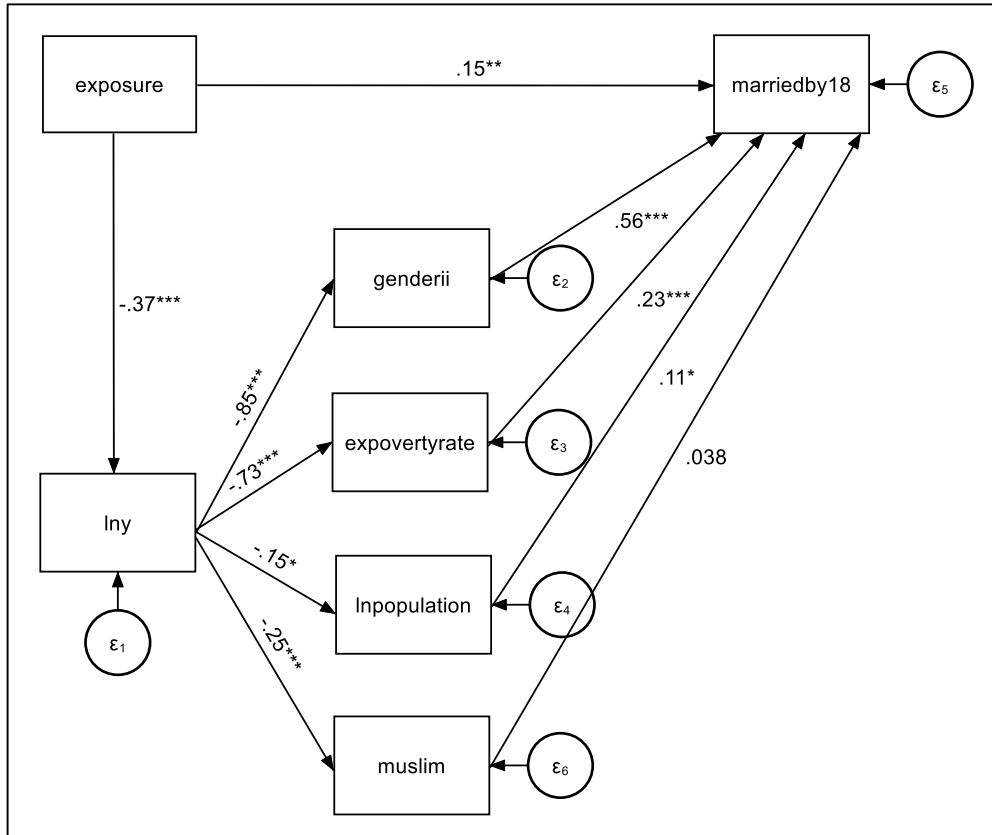 exposure
.15**
marriedby18
ε5
.56***
genderii
ε2
-.37***
.23***
-.85***
.11*
expovertyrate
ε3
.038
-.73***
lny
-.15*
lnpopulation
ε4
-.25***
ε1
muslim
ε6